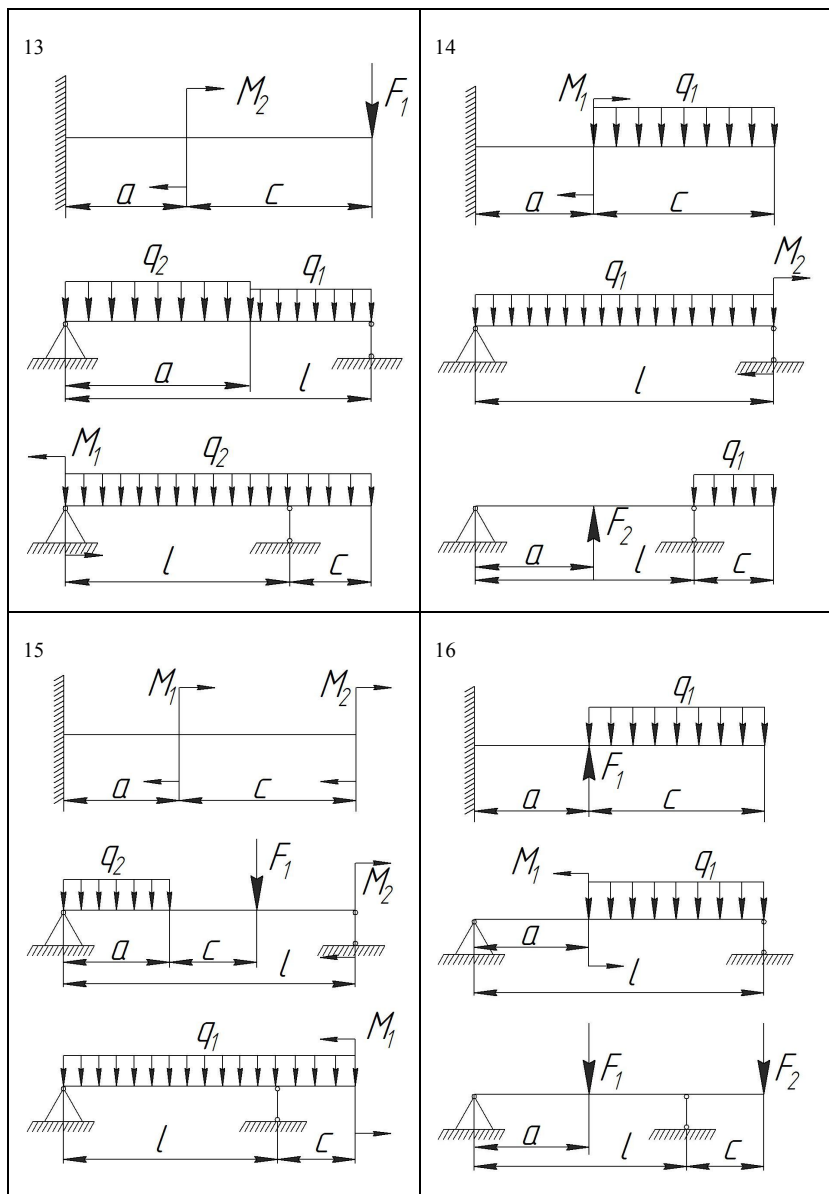 13
M₂ F₁
a c
q₂ q₁
a l
M₁ q₂
l c
14
M₁ q₁
a c
q₁ M₂
l
q₁
F₂
a l c
15
M₁ M₂
a c
q₂ F₁ M₂
a c
l
q₁ M₁
l c
16
q₁
a F₁ c
M₁ q₁
a
l
F₁ F₂
a l c